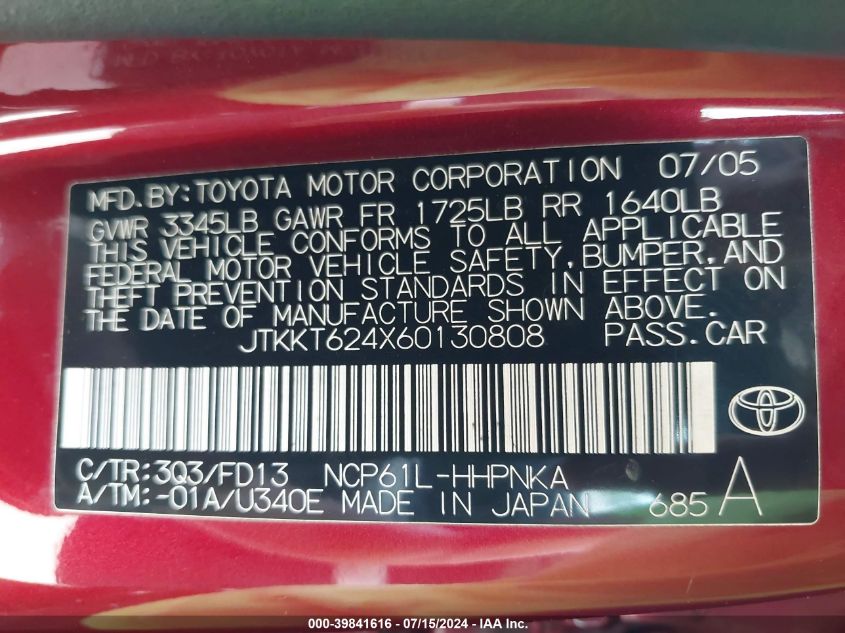 MFD. BY: TOYOTA MOTOR CORPORATION 07/05
GVWR 3345LB GAWR FR 1725LB RR 1640LB
THIS VEHICLE CONFORMS TO ALL APPLICABLE
FEDERAL MOTOR VEHICLE SAFETY, BUMPER, AND
THEFT PREVENTION STANDARDS IN EFFECT ON
THE DATE OF MANUFACTURE SHOWN ABOVE.
JTKKT624X60130808 PASS. CAR
C/TR: 3Q3/FD13 NCP61L-HHPNKA
A/TM: -01A/U340E MADE IN JAPAN 685 A
000-39841616 / 07/15/2024 - IAA Inc.